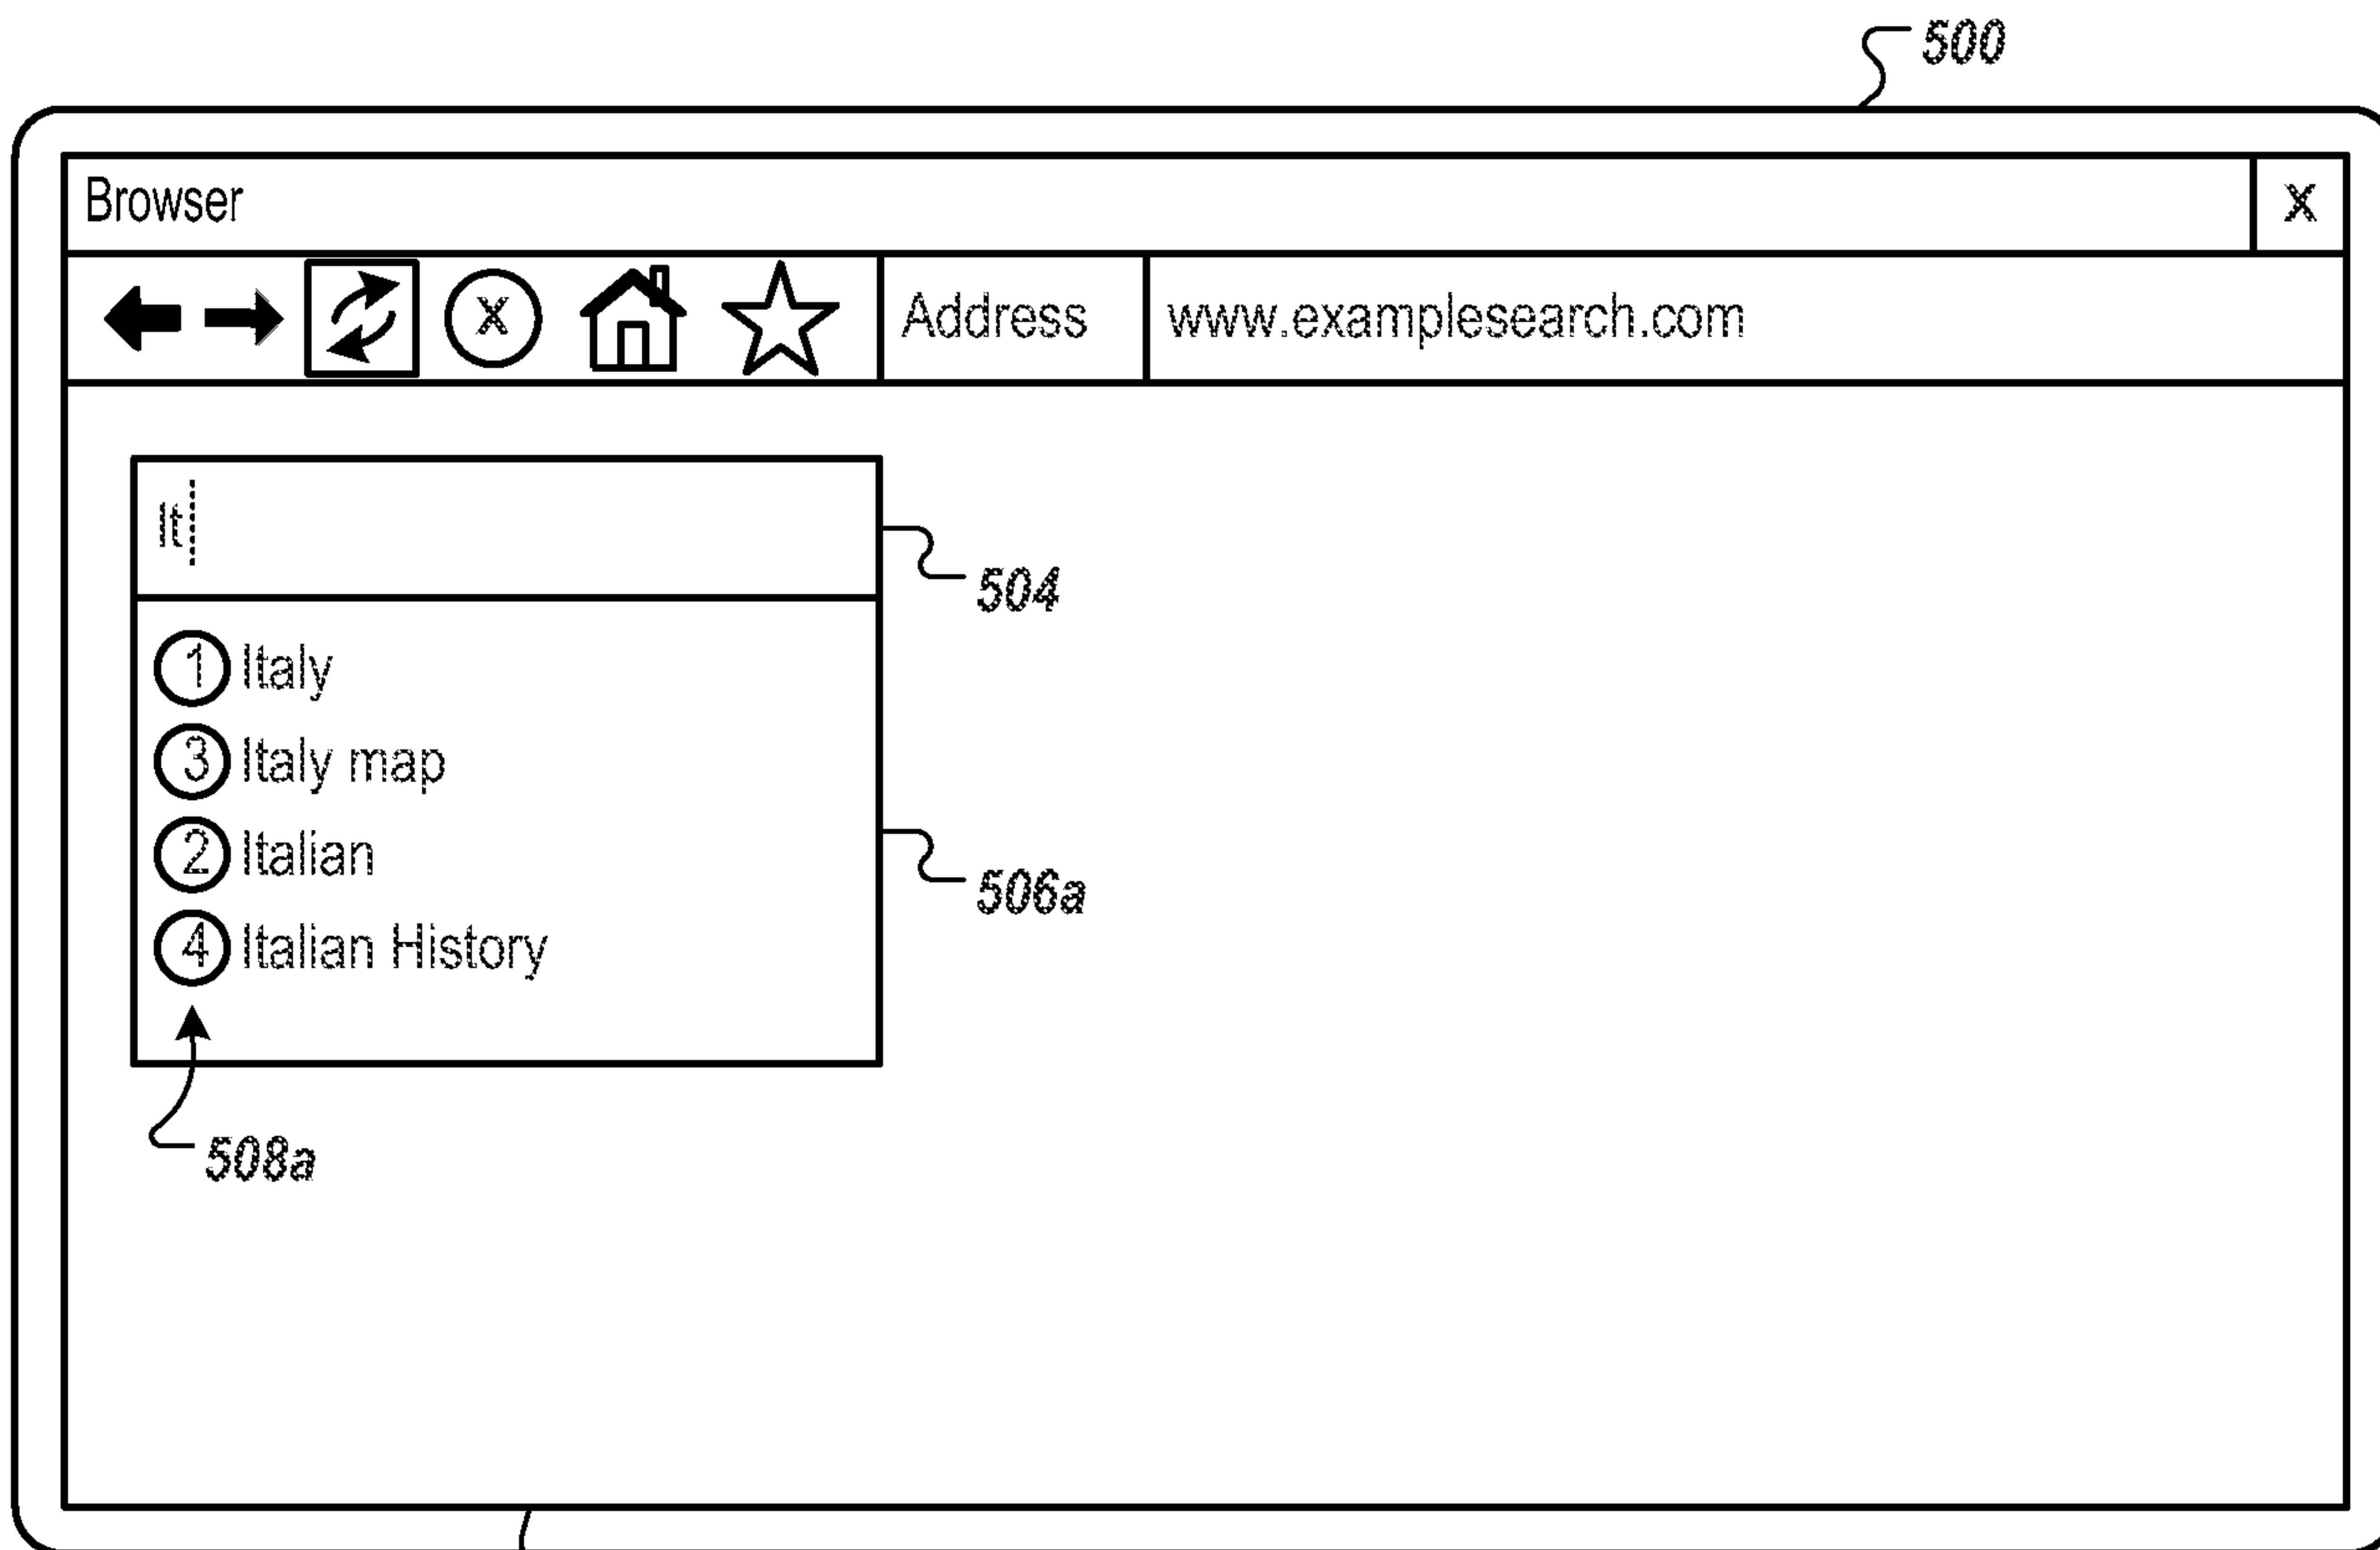 500
Browser X
X Address www.examplesearch.com
It
504
1 Italy
3 Italy map
2 Italian
506a
4 Italian History
508a